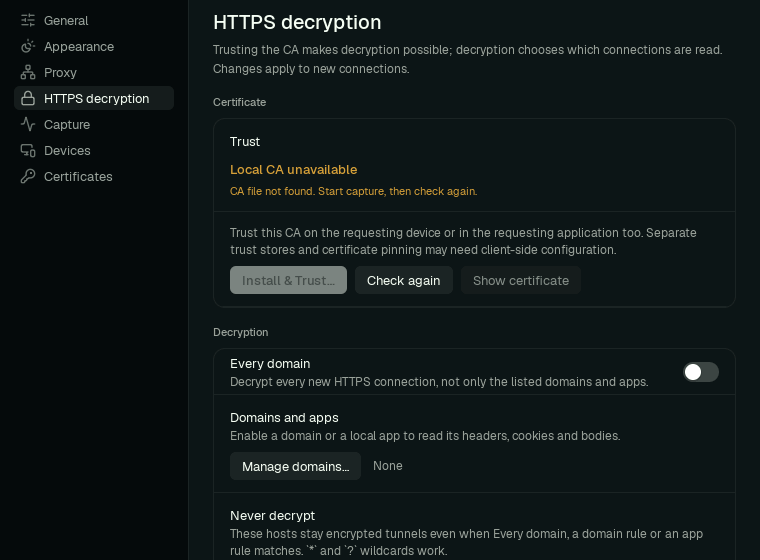 General
Appearance
Proxy
HTTPS decryption
Capture
Devices
Certificates
HTTPS decryption
Trusting the CA makes decryption possible; decryption chooses which connections are read.
Changes apply to new connections.
Certificate
Trust
Local CA unavailable
CA file not found. Start capture, then check again.
Trust this CA on the requesting device or in the requesting application too. Separate
trust stores and certificate pinning may need client-side configuration.
Install & Trust... Check again Show certificate
Decryption
Every domain
Decrypt every new HTTPS connection, not only the listed domains and apps.
Domains and apps
Enable a domain or a local app to read its headers, cookies and bodies.
Manage domains... None
Never decrypt
These hosts stay encrypted tunnels even when Every domain, a domain rule or an app
rule matches. `*` and `?` wildcards work.